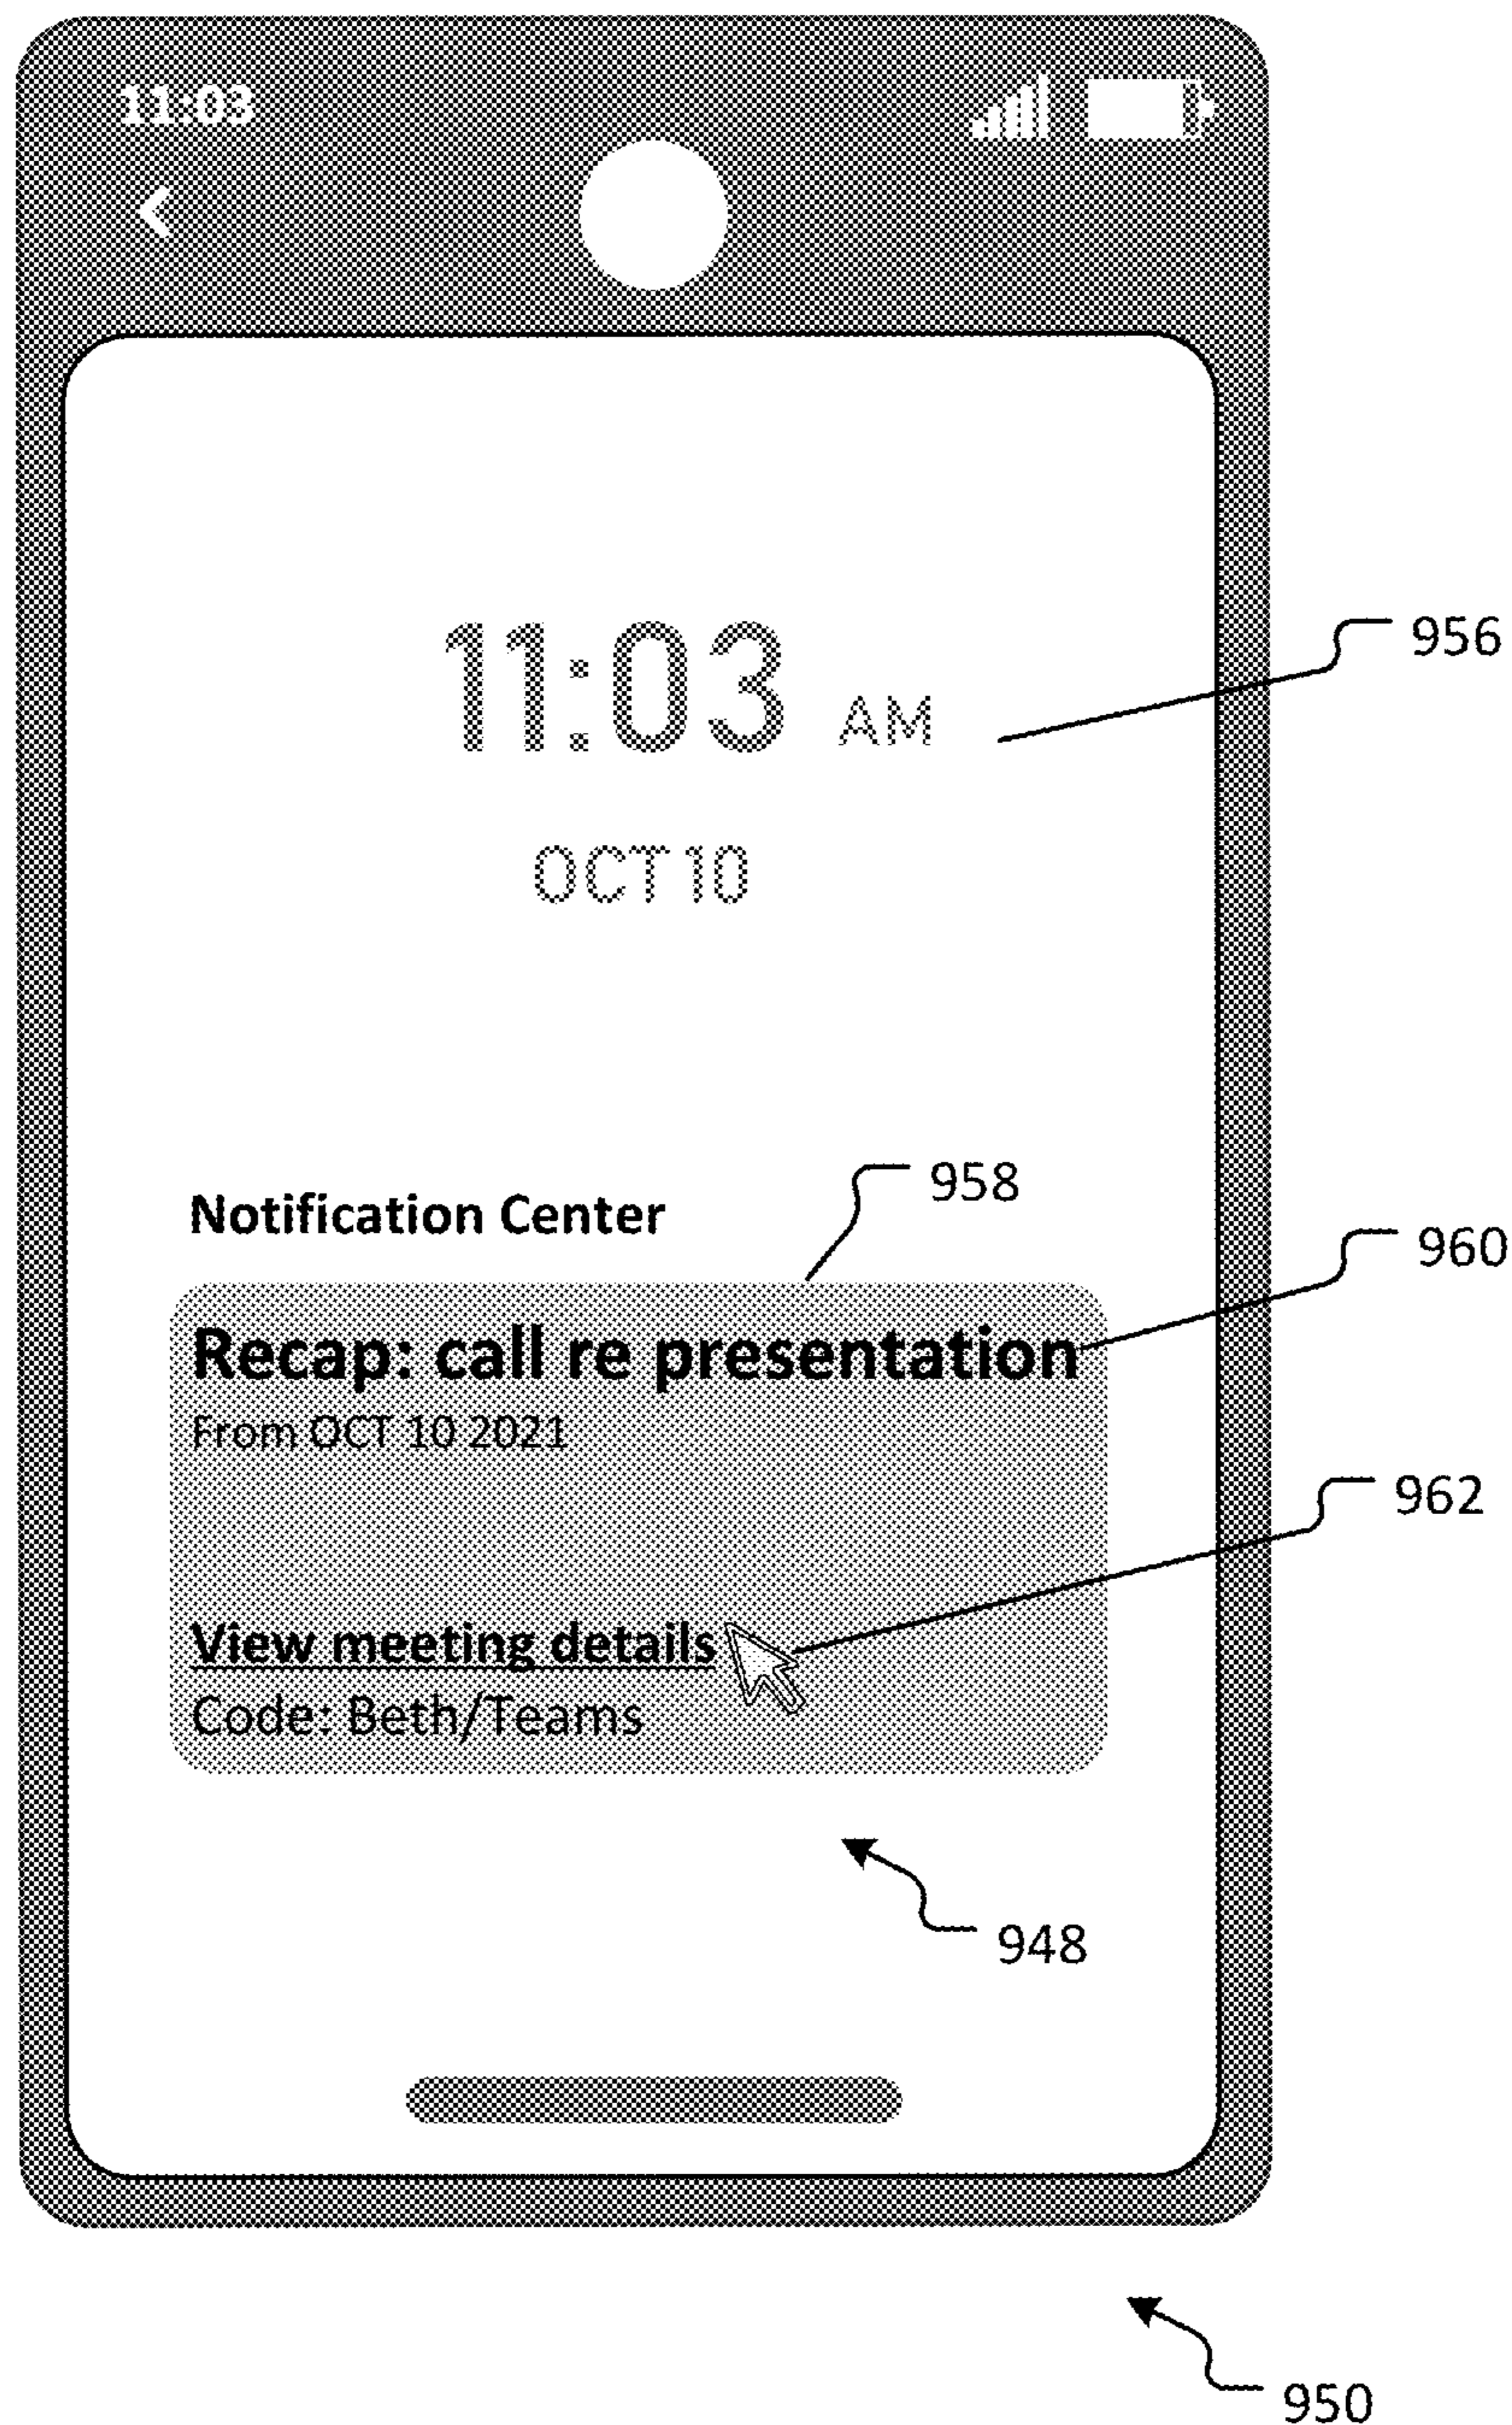 11:03
11:03 AM
956
OCT 10
958
Notification Center
960
Recap: call re presentation
From OCT 10 2021
962
View meeting details
Code: Beth/Teams
948
950